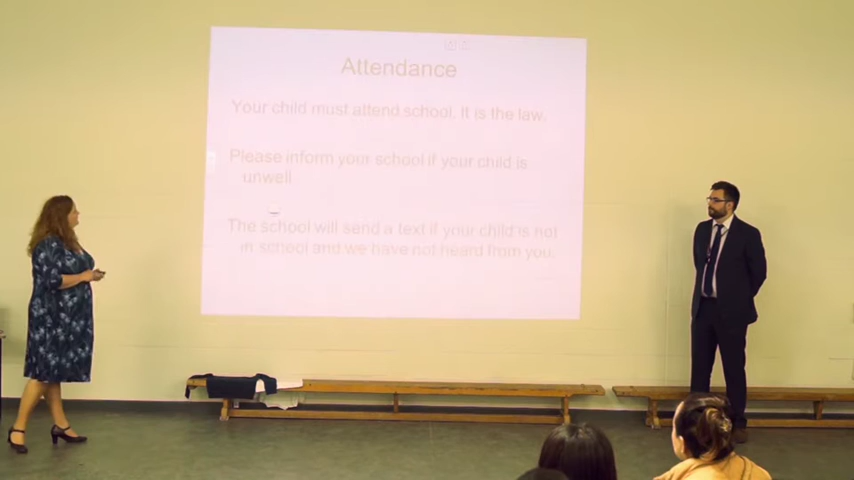 Attendance
Your child must attend school. It is the law.
Please inform your school if your child is
unwell
The school will send a text if your child is not
in school and we have not heard from you.